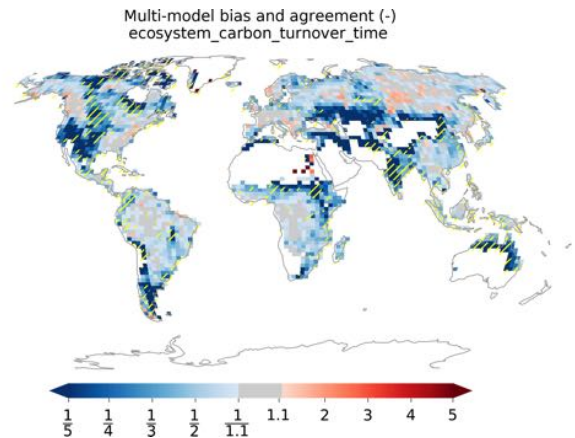 Multi-model bias and agreement (-)
ecosystem_carbon_turnover_time
1/5 1/4 1/3 1/2 1/1.1 1.1 2 3 4 5